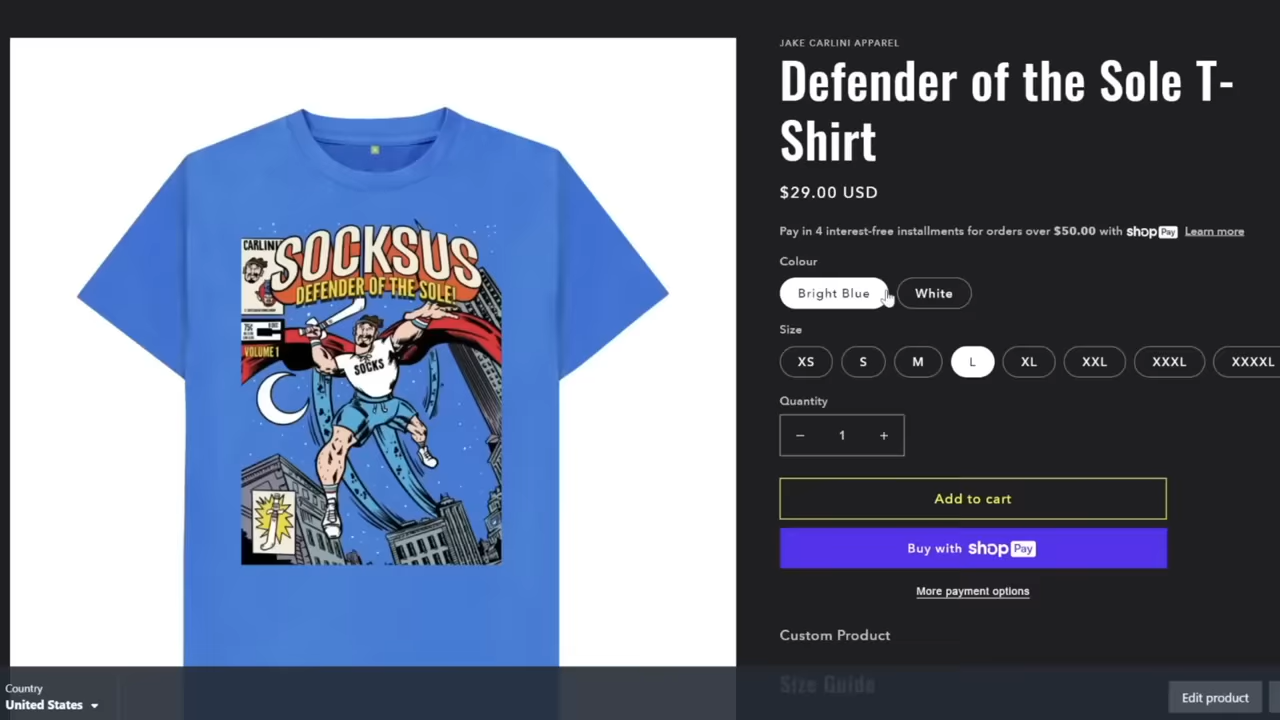 JAKE CARLINI APPAREL
Defender of the Sole T-
Shirt
$29.00 USD
Pay in 4 interest-free installments for orders over $50.00 with shop Pay Learn more
Colour
Bright Blue White
Size
XS S M L XL XXL XXXL XXXXL
Quantity
− 1 +
Add to cart
Buy with shop Pay
More payment options
Custom Product
Size Guide
CARLINI
SOCKSUS
DEFENDER OF THE SOLE!
75¢
VOLUME 1
SOCKS
Country
United States
Edit product